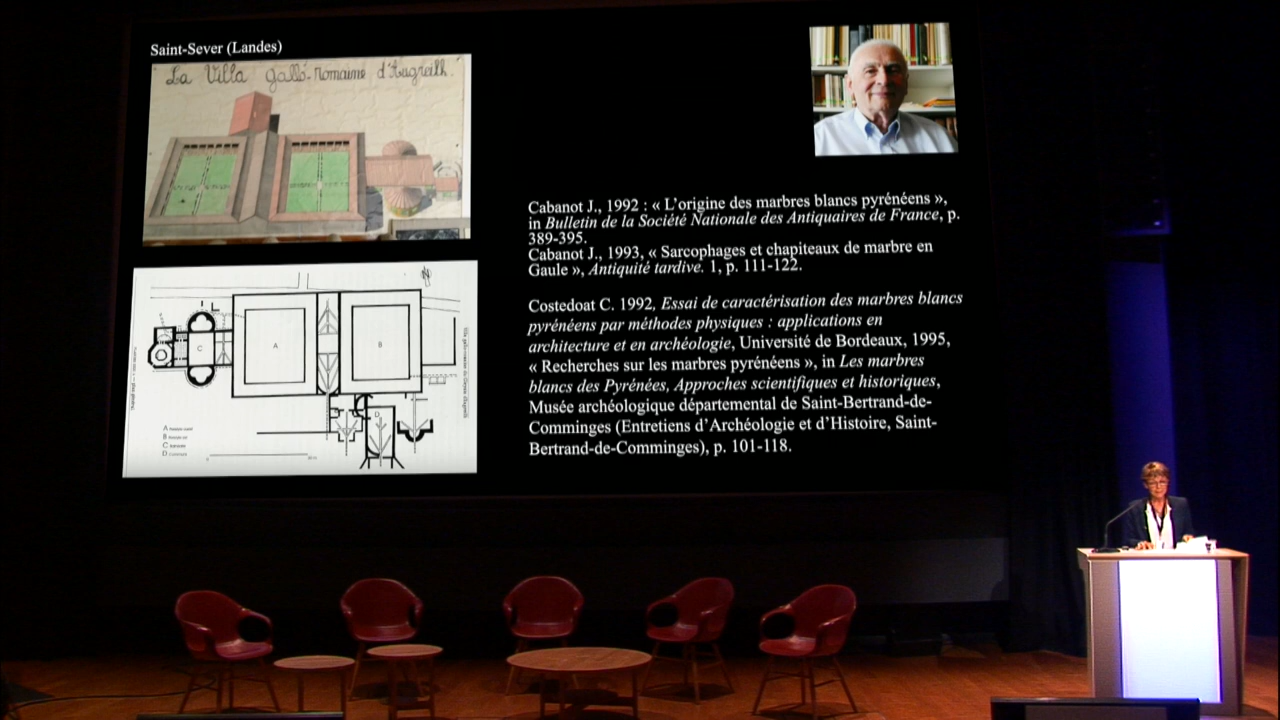 Saint-Sever (Landes)
La Villa gallo-romaine d'Augreilh.
A
B
C
D
A
B
C
D
Cabanot J., 1992 : « L’origine des marbres blancs pyrénéens »,
in Bulletin de la Société Nationale des Antiquaires de France, p.
389-395.
Cabanot J., 1993, « Sarcophages et chapiteaux de marbre en
Gaule », Antiquité tardive. 1, p. 111-122.
Costedoat C. 1992, Essai de caractérisation des marbres blancs
pyrénéens par méthodes physiques : applications en
architecture et en archéologie, Université de Bordeaux, 1995,
« Recherches sur les marbres pyrénéens », in Les marbres
blancs des Pyrénées, Approches scientifiques et historiques,
Musée archéologique départemental de Saint-Bertrand-de-
Comminges (Entretiens d’Archéologie et d’Histoire, Saint-
Bertrand-de-Comminges), p. 101-118.